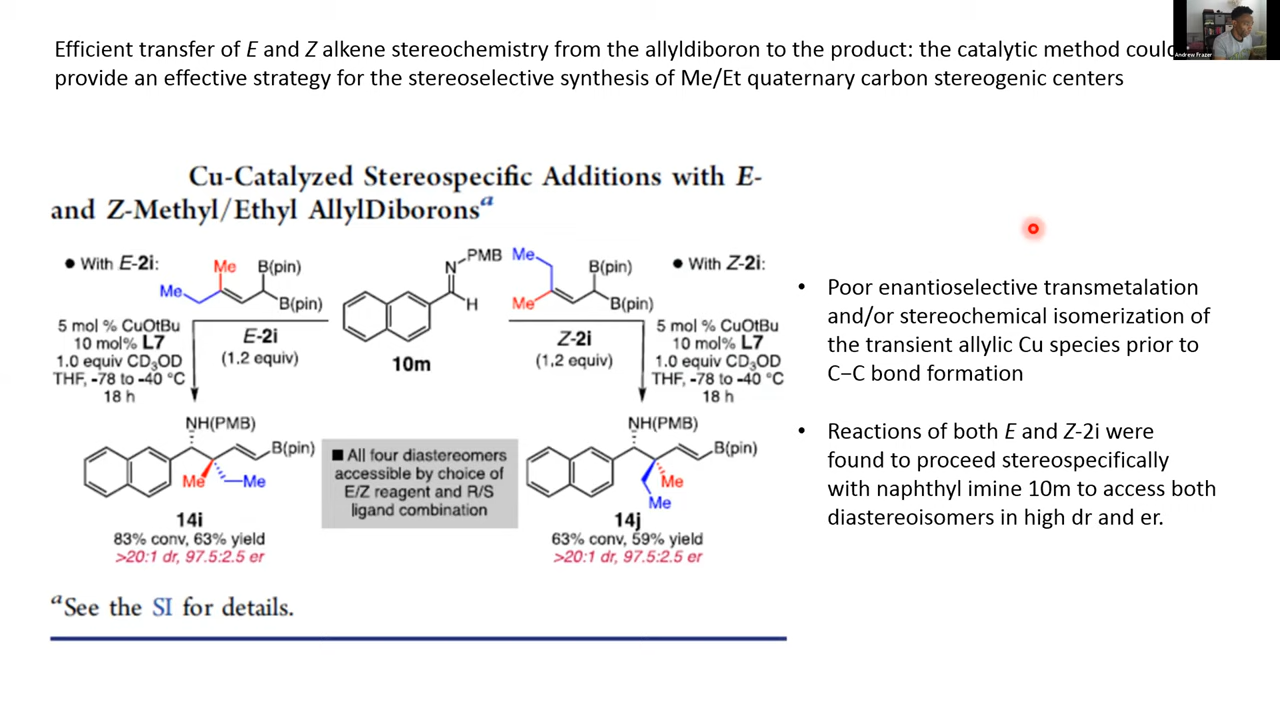 Efficient transfer of E and Z alkene stereochemistry from the allyldiboron to the product: the catalytic method could
provide an effective strategy for the stereoselective synthesis of Me/Et quaternary carbon stereogenic centers
Andrew Frazer
Cu-Catalyzed Stereospecific Additions with E-
and Z-Methyl/Ethyl AllylDiboronsª
● With E-2i:
Me
B(pin)
Me
B(pin)
E-2i
(1.2 equiv)
5 mol % CuOtBu
10 mol% L7
1.0 equiv CD₃OD
THF, -78 to -40 °C
18 h
N
PMB
H
10m
Me
B(pin)
Me
B(pin)
Z-2i
(1,2 equiv)
● With Z-2i:
5 mol % CuOtBu
10 mol% L7
1.0 equiv CD₃OD
THF, -78 to -40 °C
18 h
NH(PMB)
B(pin)
Me
Me
14i
83% conv, 63% yield
>20:1 dr, 97.5:2.5 er
■ All four diastereomers
accessible by choice of
E/Z reagent and R/S
ligand combination
NH(PMB)
B(pin)
Me
Me
14j
63% conv, 59% yield
>20:1 dr, 97.5:2.5 er
ªSee the SI for details.
• Poor enantioselective transmetalation
and/or stereochemical isomerization of
the transient allylic Cu species prior to
C−C bond formation
• Reactions of both E and Z-2i were
found to proceed stereospecifically
with naphthyl imine 10m to access both
diastereoisomers in high dr and er.